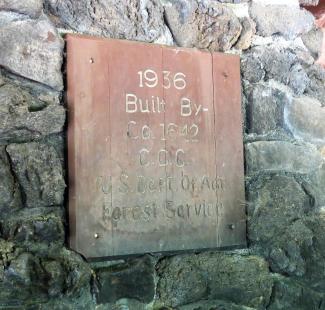 1936
Built By-
Co. 1642
C.C.C.
U.S. Dept. Of Agr.
Forest Service